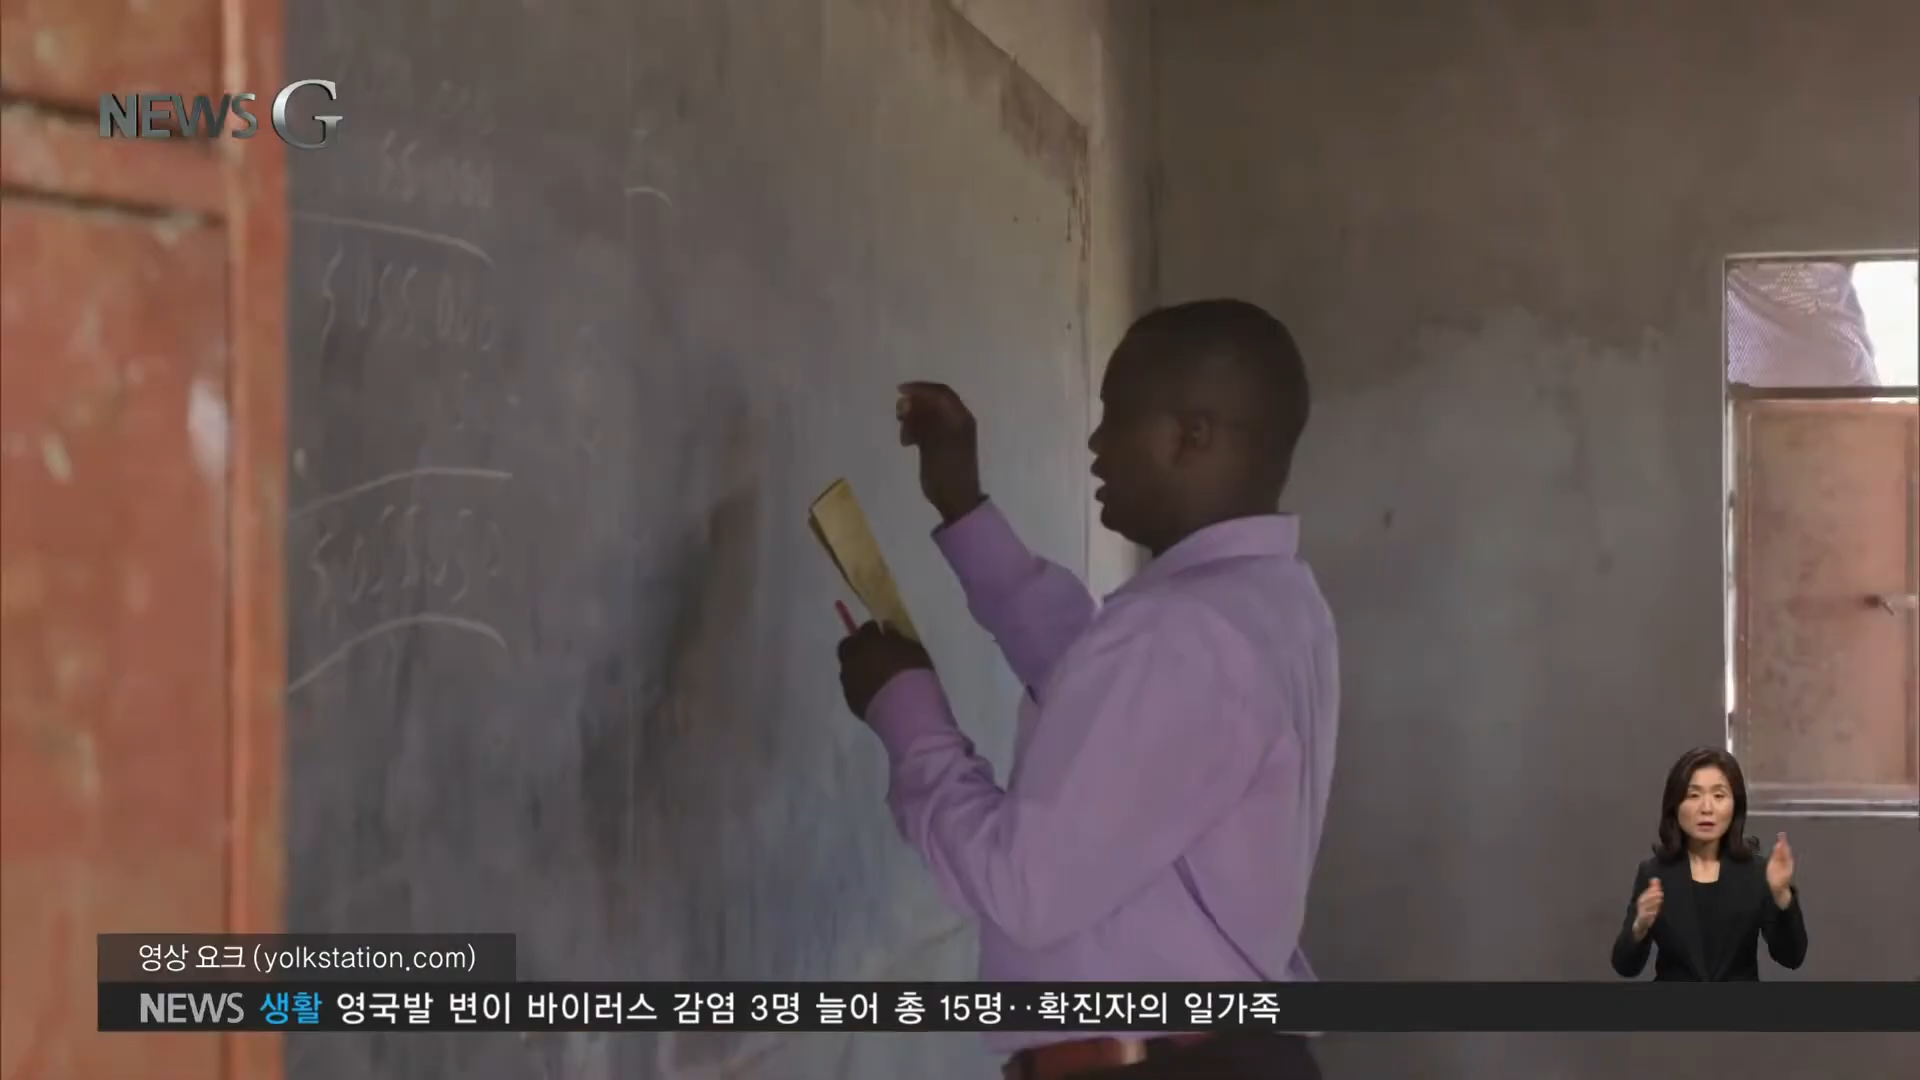 NEWS G
영상 요크 (yolkstation.com)
NEWS 생활 영국발 변이 바이러스 감염 3명 늘어 총 15명··확진자의 일가족